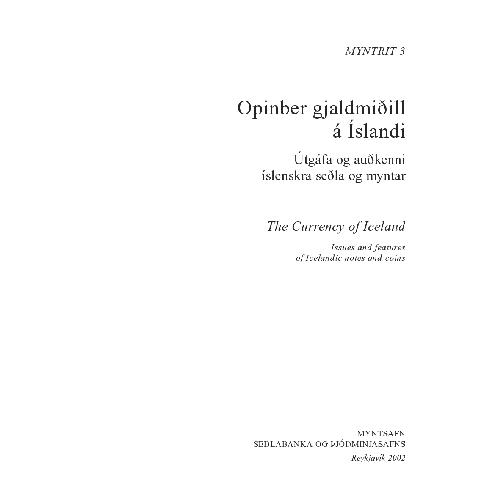 MYNTRIT 3
Opinber gjaldmiðill
á Íslandi
Útgáfa og auðkenni
íslenskra seðla og myntar
The Currency of Iceland
Issues and features
of Icelandic notes and coins
MYNTSAFN
SEÐLABANKA OG ÞJÓÐMINJASAFNS
Reykjavík 2002